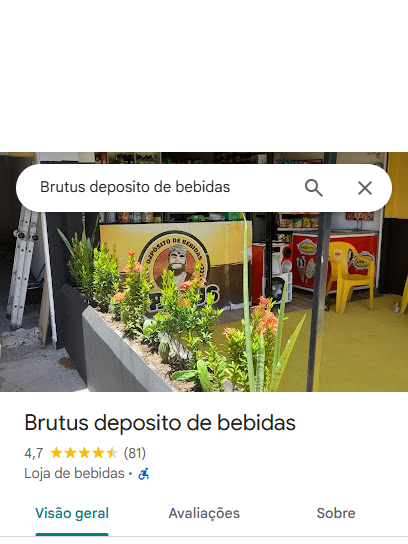 Brutus deposito de bebidas
DEPÓSITO DE BEBIDAS
Brutus deposito de bebidas
4,7 (81)
Loja de bebidas ·
Visão geral
Avaliações
Sobre